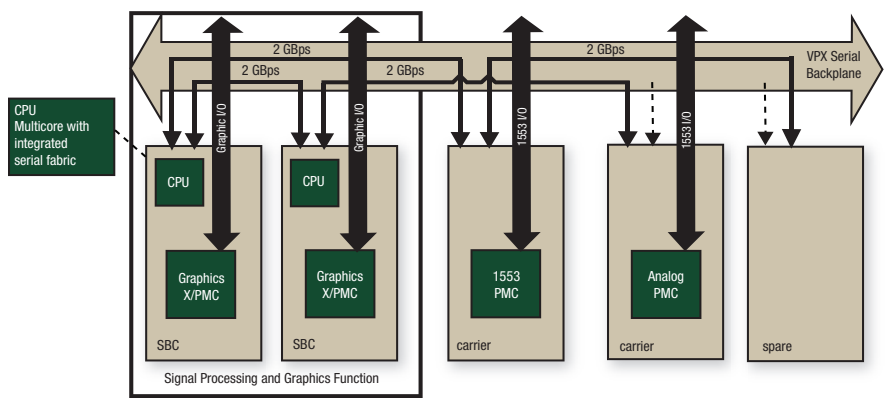 2 GBps
2 GBps
VPX Serial
Backplane
2 GBps
2 GBps
CPU
Multicore with
integrated
serial fabric
Graphic I/O
Graphic I/O
1553 I/O
1553 I/O
CPU
CPU
Graphics
X/PMC
Graphics
X/PMC
1553
PMC
Analog
PMC
SBC
SBC
carrier
carrier
spare
Signal Processing and Graphics Function